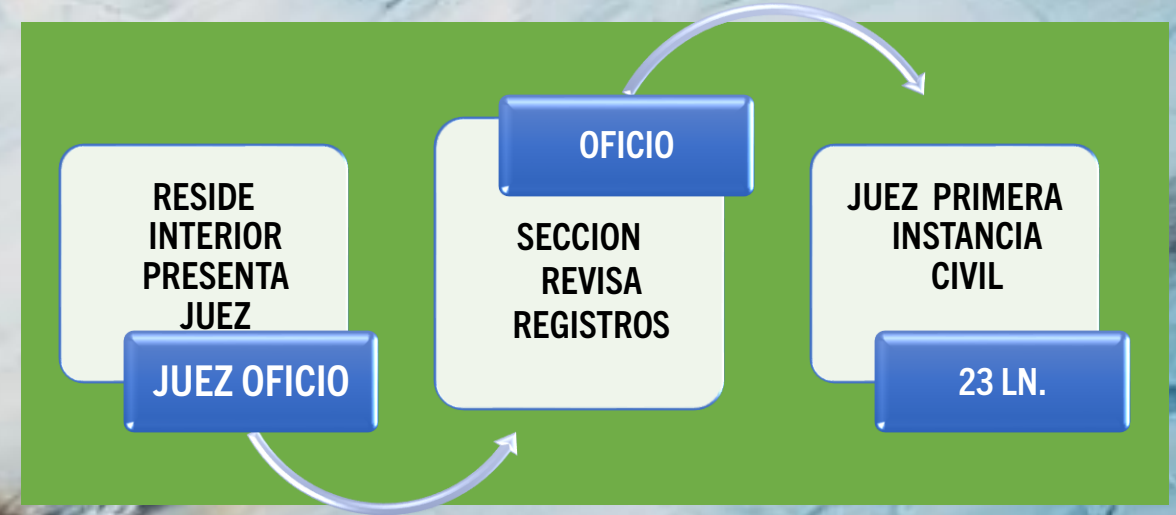 RESIDE
INTERIOR
PRESENTA
JUEZ
JUEZ OFICIO
OFICIO
SECCION
REVISA
REGISTROS
JUEZ PRIMERA
INSTANCIA
CIVIL
23 LN.